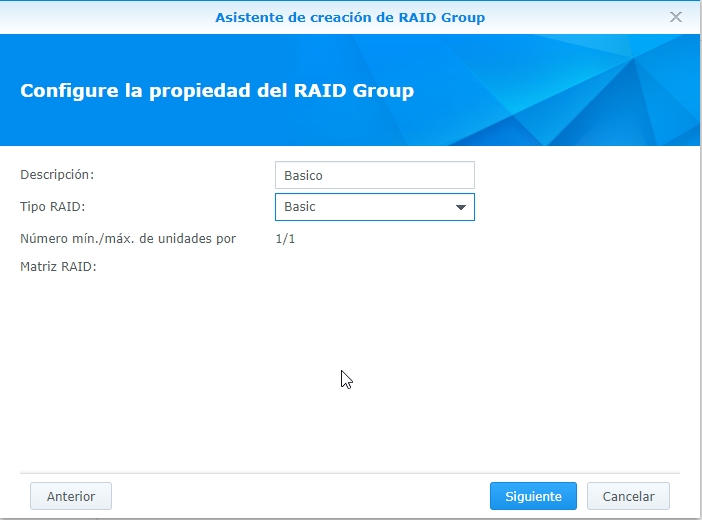 Asistente de creación de RAID Group
Configure la propiedad del RAID Group
Descripción: Basico
Tipo RAID: Basic
Número mín./máx. de unidades por 1/1
Matriz RAID:
Anterior Siguiente Cancelar